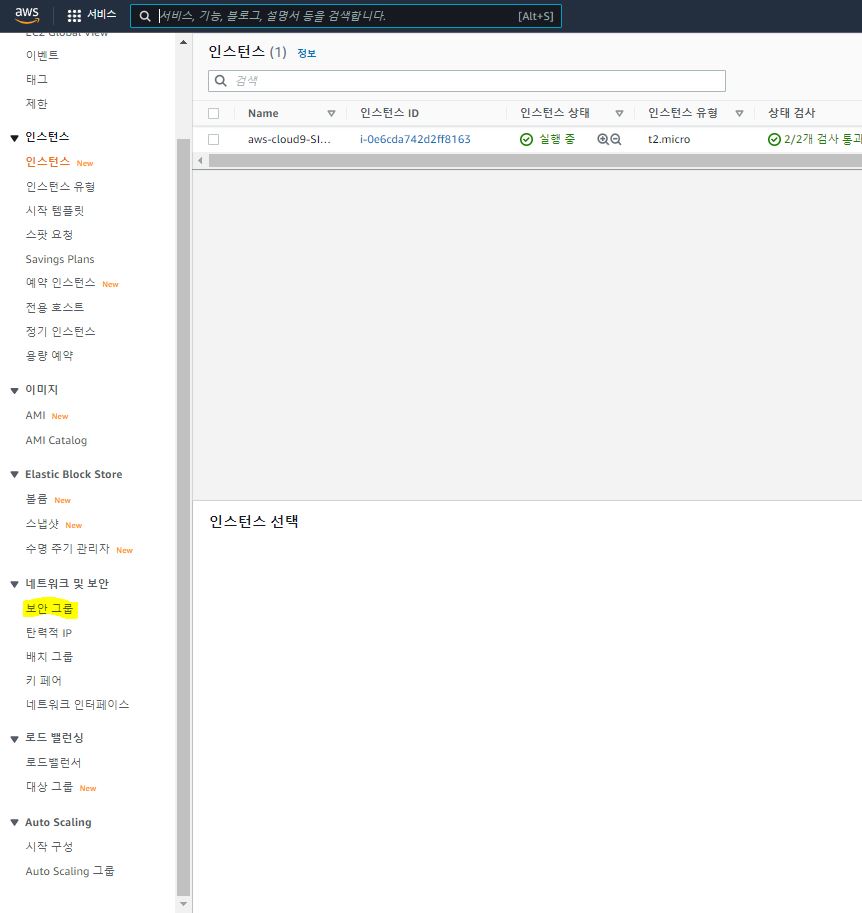 aws
서비스
서비스, 기능, 블로그, 설명서 등을 검색합니다.
[Alt+S]
EC2 Global View
이벤트
태그
제한
인스턴스
인스턴스 New
인스턴스 유형
시작 템플릿
스팟 요청
Savings Plans
예약 인스턴스 New
전용 호스트
정기 인스턴스
용량 예약
이미지
AMI New
AMI Catalog
Elastic Block Store
볼륨 New
스냅샷 New
수명 주기 관리자 New
네트워크 및 보안
보안 그룹
탄력적 IP
배치 그룹
키 페어
네트워크 인터페이스
로드 밸런싱
로드밸런서
대상 그룹 New
Auto Scaling
시작 구성
Auto Scaling 그룹
인스턴스 (1) 정보
검색
Name 인스턴스 ID 인스턴스 상태 인스턴스 유형 상태 검사
aws-cloud9-SI... i-0e6cda742d2ff8163 실행 중 t2.micro 2/2개 검사 통과
인스턴스 선택